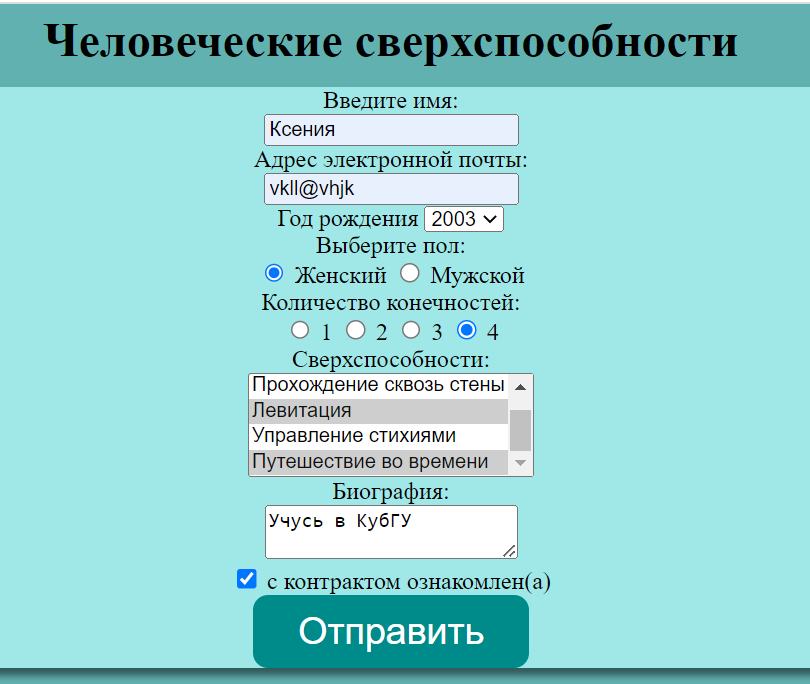 Человеческие сверхспособности
Введите имя:
Ксения
Адрес электронной почты:
vkll@vhjk
Год рождения 2003
Выберите пол:
Женский Мужской
Количество конечностей:
1 2 3 4
Сверхспособности:
Прохождение сквозь стены
Левитация
Управление стихиями
Путешествие во времени
Биография:
Учусь в КубГУ
с контрактом ознакомлен(а)
Отправить